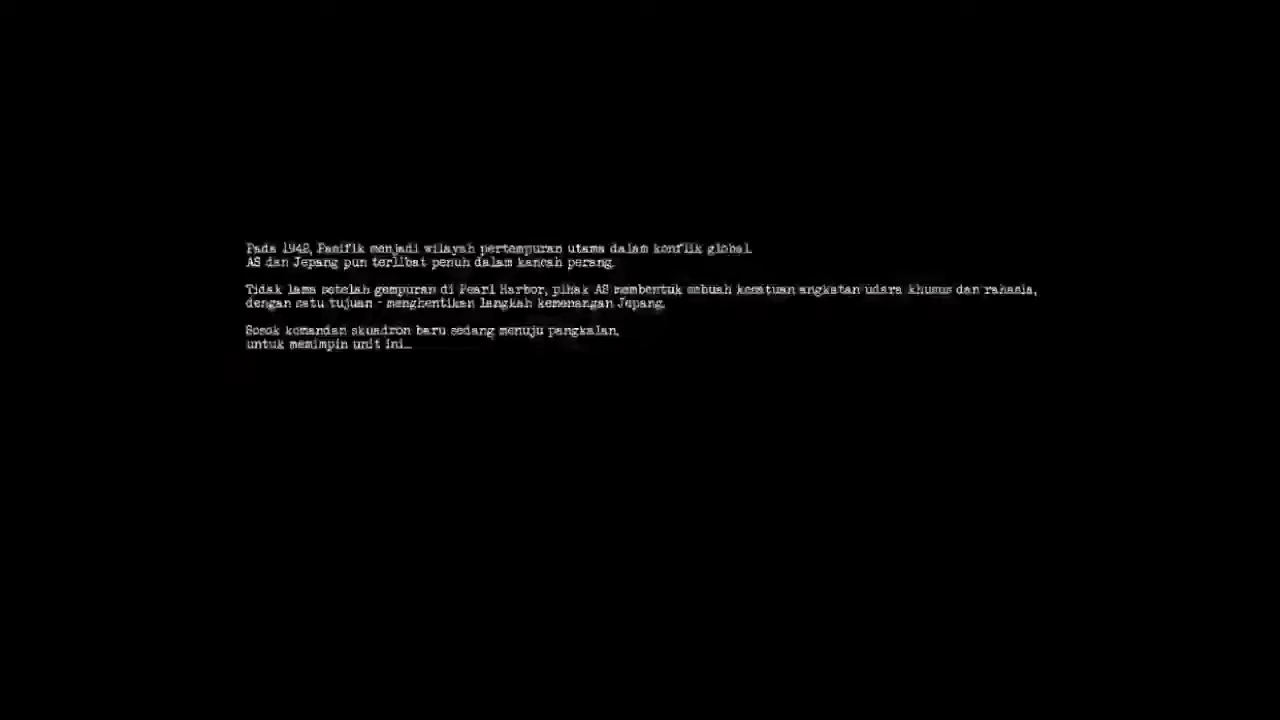 Pada 1942, Pasifik menjadi wilayah pertempuran utama dalam konflik global.
AS dan Jepang pun terlibat penuh dalam kancah perang.
Tidak lama setelah gempuran di Pearl Harbor, pihak AS membentuk sebuah kesatuan angkatan udara khusus dan rahasia,
dengan satu tujuan - menghentikan langkah kemenangan Jepang.
Sosok komandan skuadron baru sedang menuju pangkalan,
untuk memimpin unit ini...